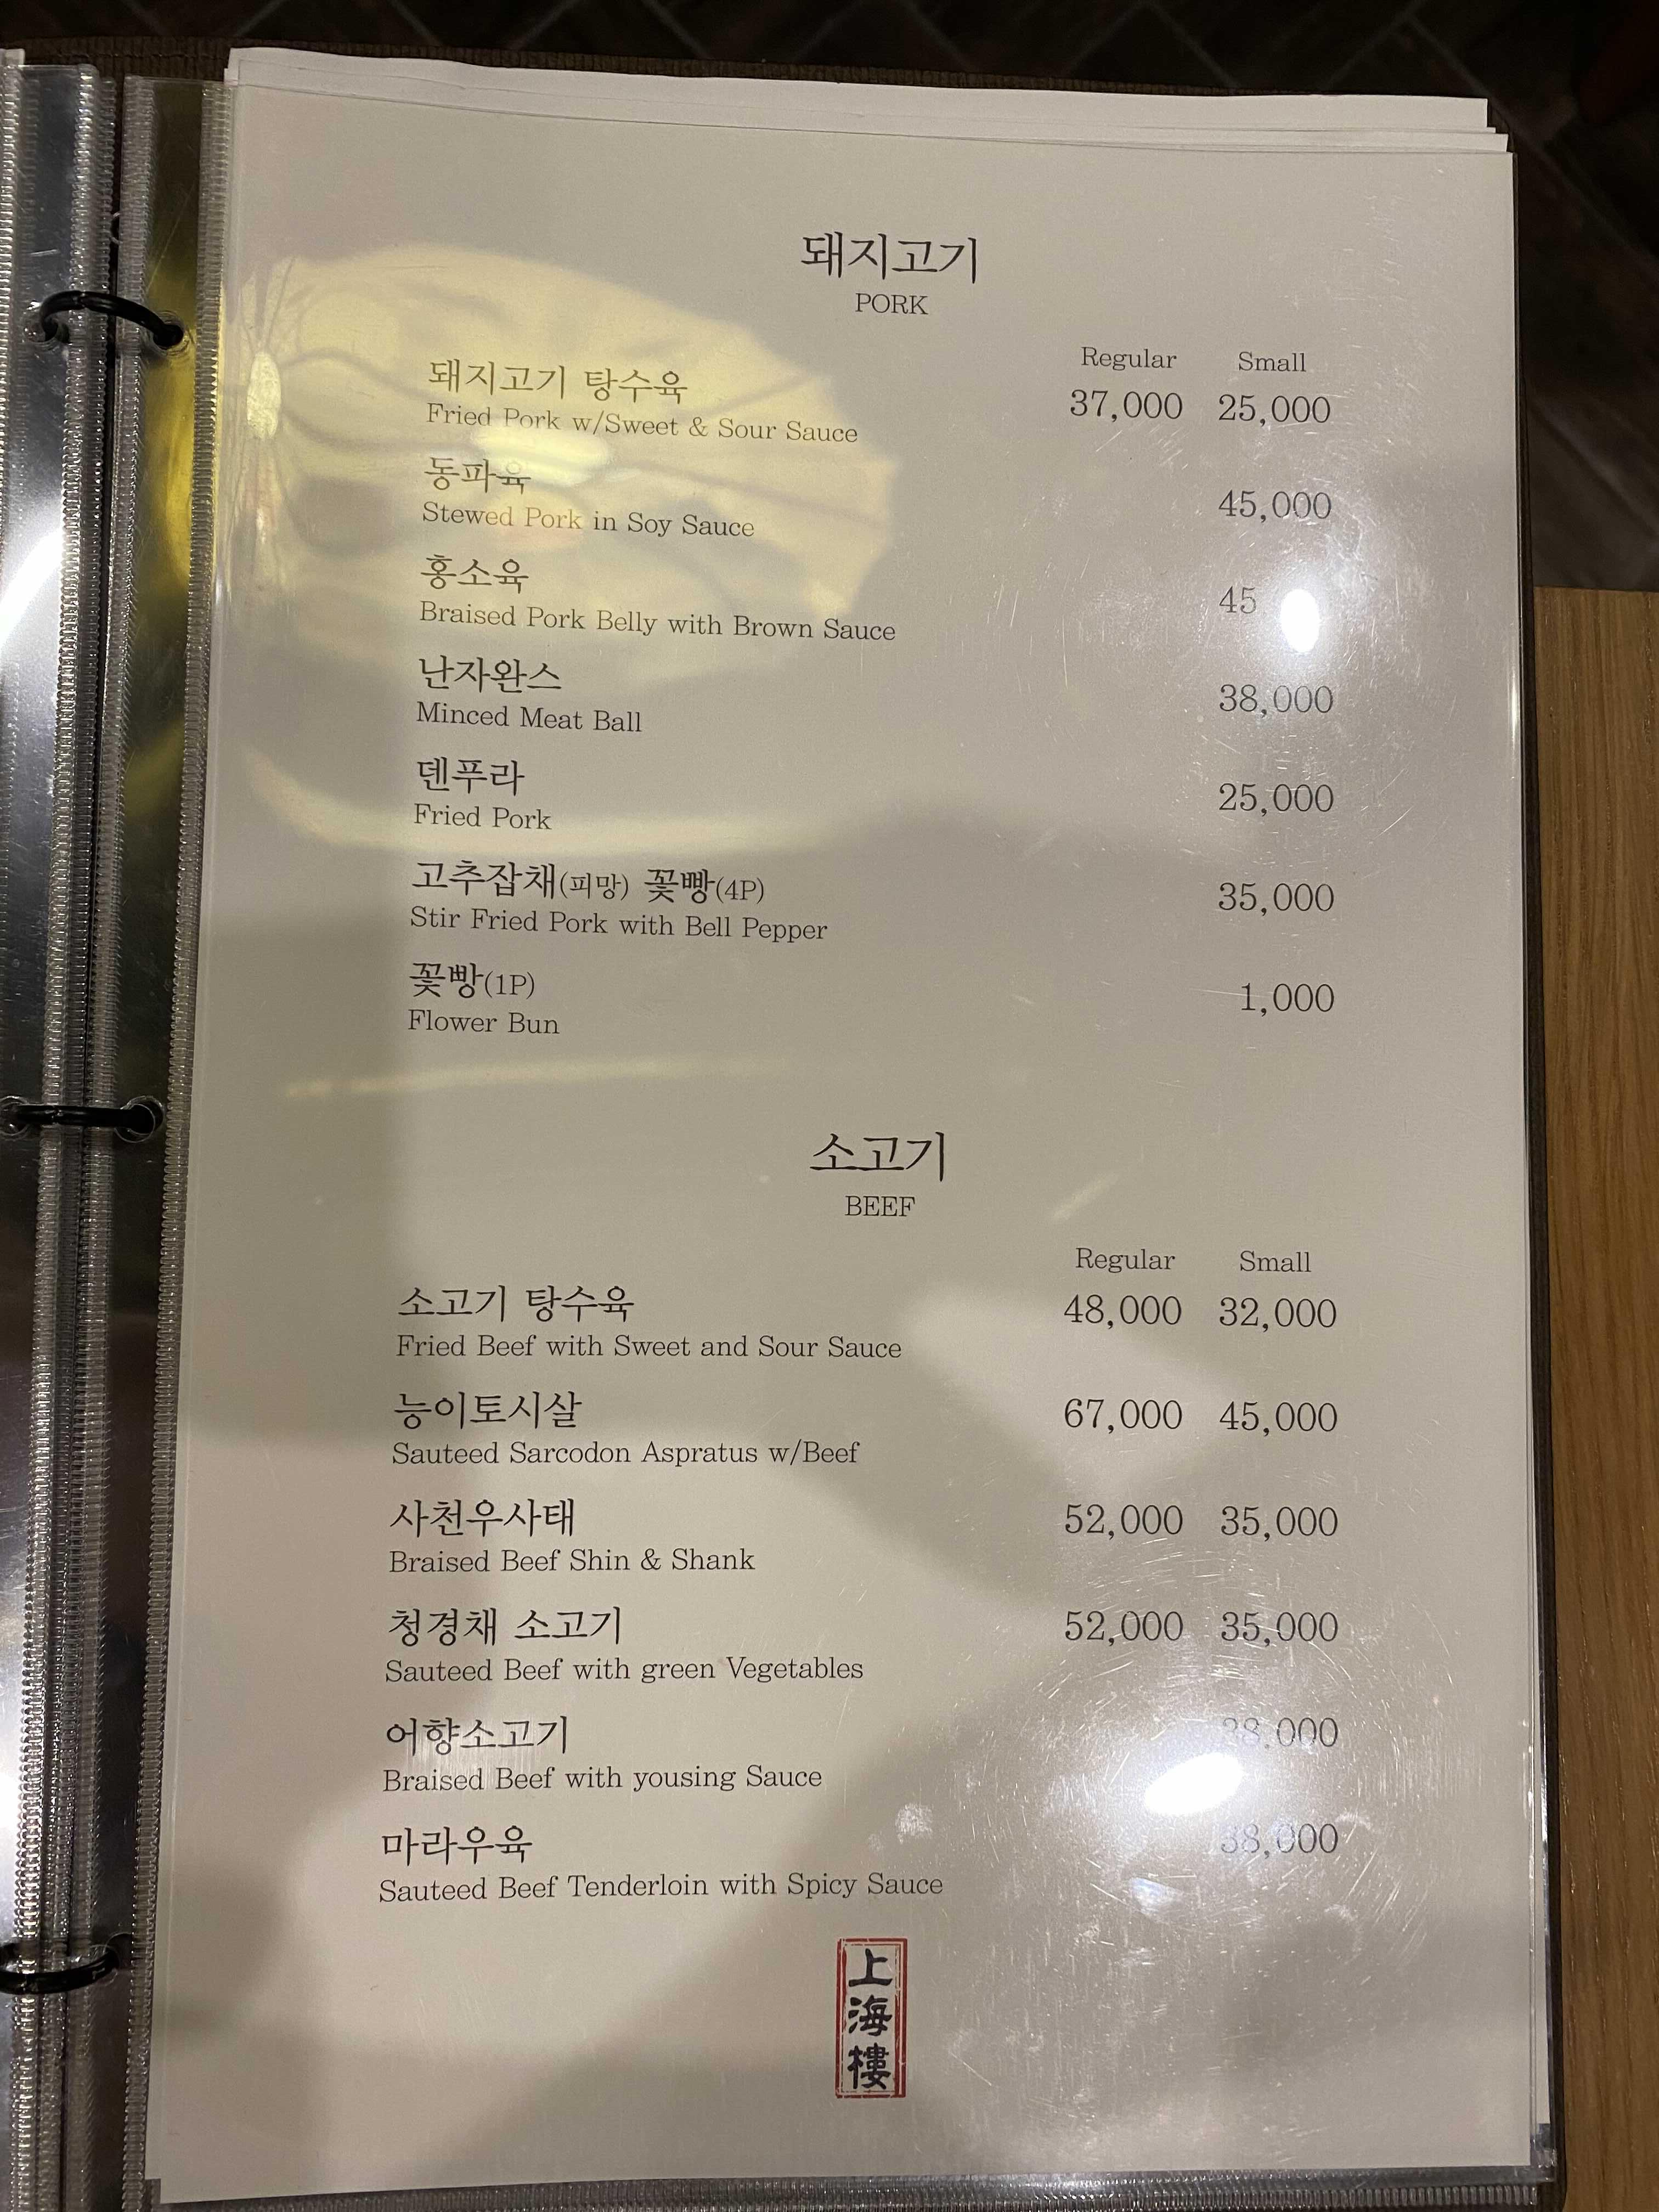 돼지고기
PORK
Regular Small
돼지고기 탕수육 37,000 25,000
Fried Pork w/Sweet & Sour Sauce
동파육 45,000
Stewed Pork in Soy Sauce
홍소육 45
Braised Pork Belly with Brown Sauce
난자완스 38,000
Minced Meat Ball
덴푸라 25,000
Fried Pork
고추잡채(피망) 꽃빵(4P) 35,000
Stir Fried Pork with Bell Pepper
꽃빵(1P) 1,000
Flower Bun
소고기
BEEF
Regular Small
소고기 탕수육 48,000 32,000
Fried Beef with Sweet and Sour Sauce
능이토시살 67,000 45,000
Sauteed Sarcodon Aspratus w/Beef
사천우사태 52,000 35,000
Braised Beef Shin & Shank
청경채 소고기 52,000 35,000
Sauteed Beef with green Vegetables
어향소고기 38,000
Braised Beef with yousing Sauce
마라우육 38,000
Sauteed Beef Tenderloin with Spicy Sauce
上
海
樓